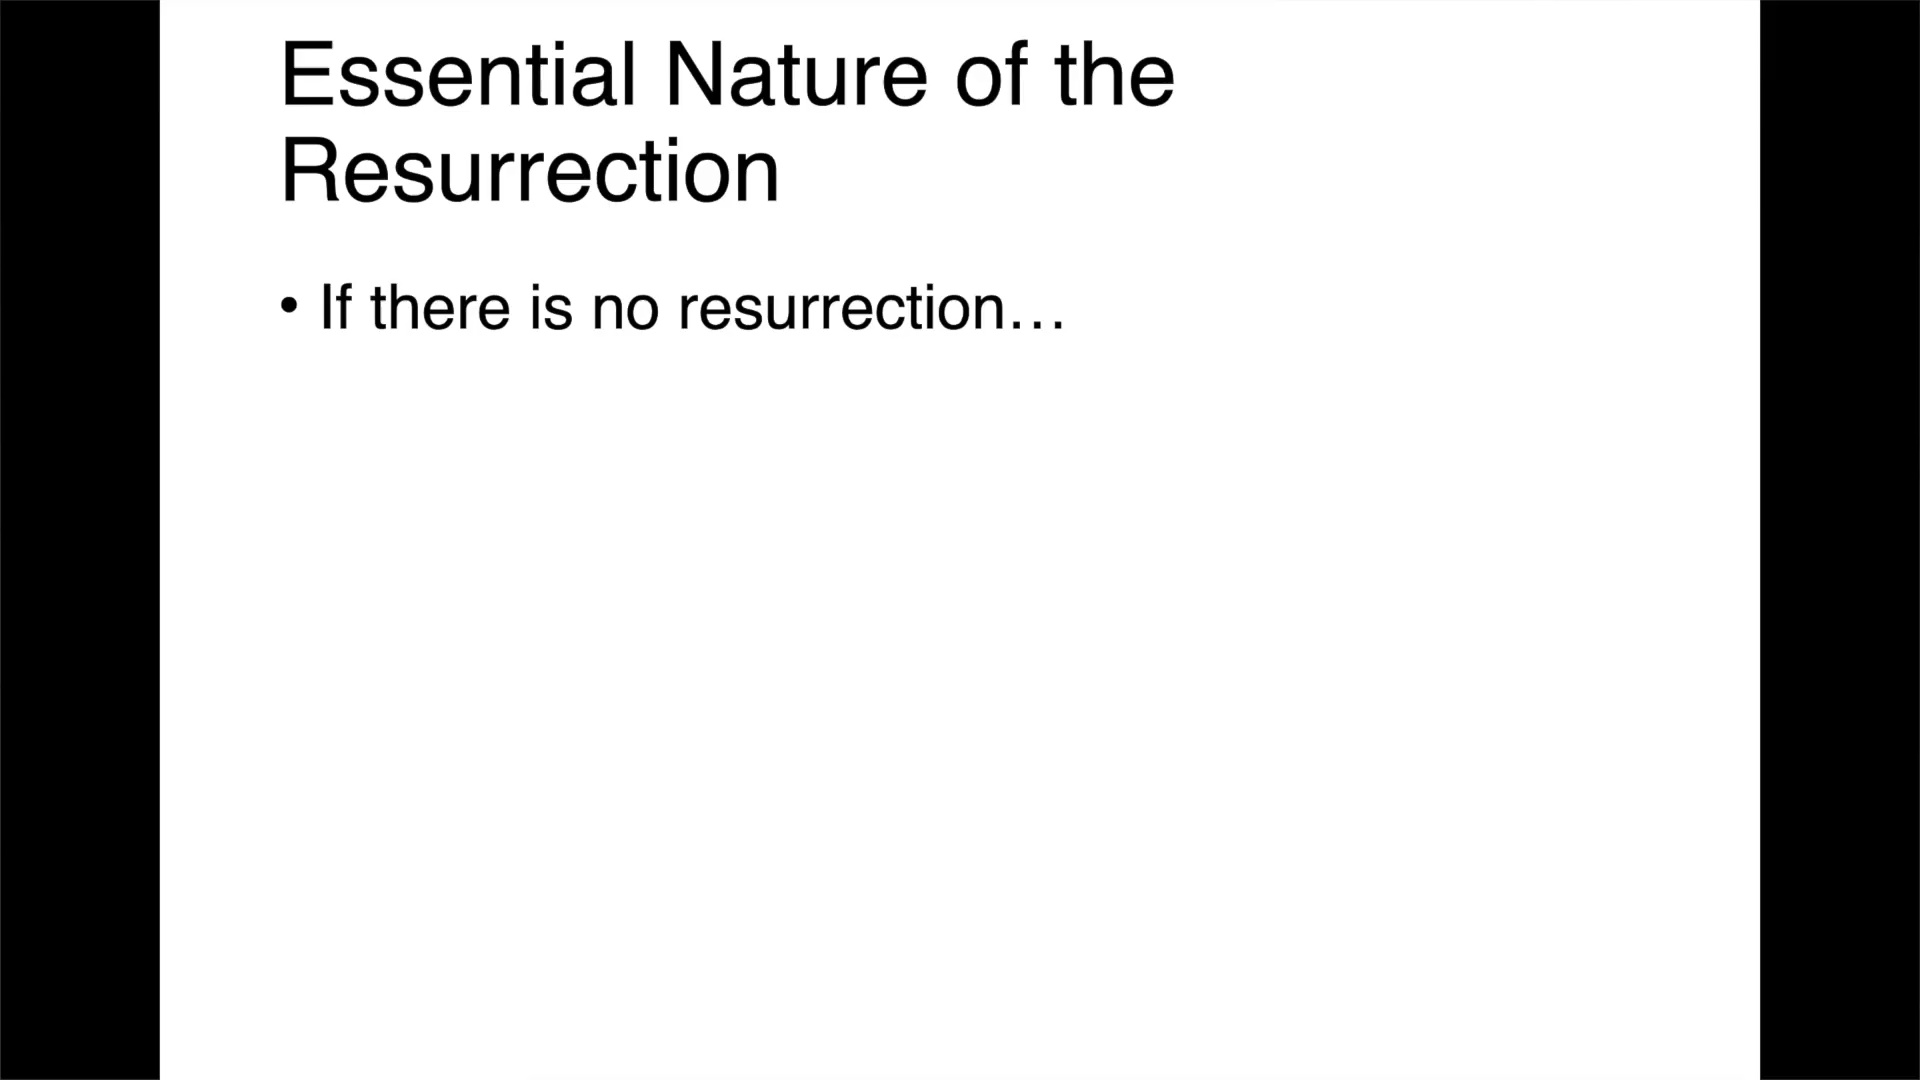 Essential Nature of the
Resurrection
• If there is no resurrection…